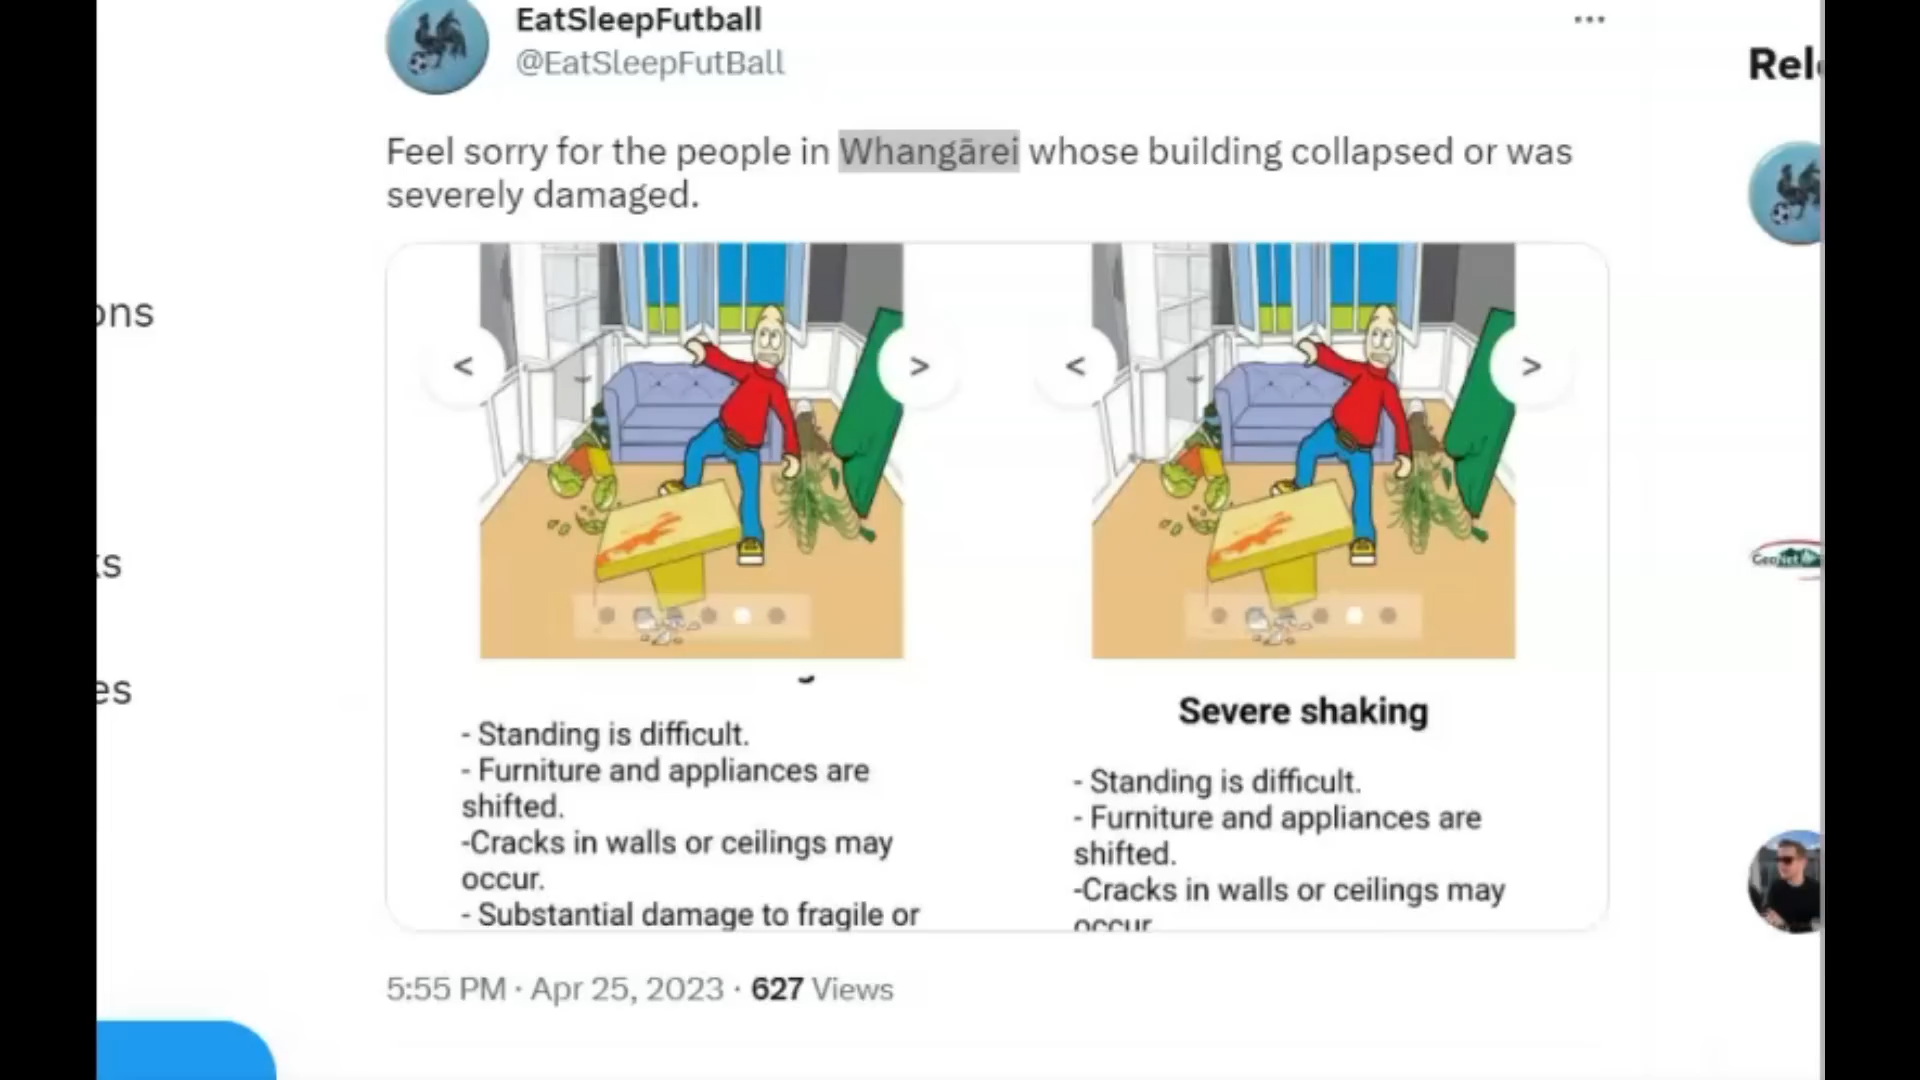 EatSleepFutball
@EatSleepFutBall
Feel sorry for the people in Whangārei whose building collapsed or was
severely damaged.
< > < >
- Standing is difficult.
- Furniture and appliances are
shifted.
-Cracks in walls or ceilings may
occur.
- Substantial damage to fragile or
Severe shaking
- Standing is difficult.
- Furniture and appliances are
shifted.
-Cracks in walls or ceilings may
occur.
5:55 PM · Apr 25, 2023 · 627 Views
ons
ks
es
Rel
GeoNet